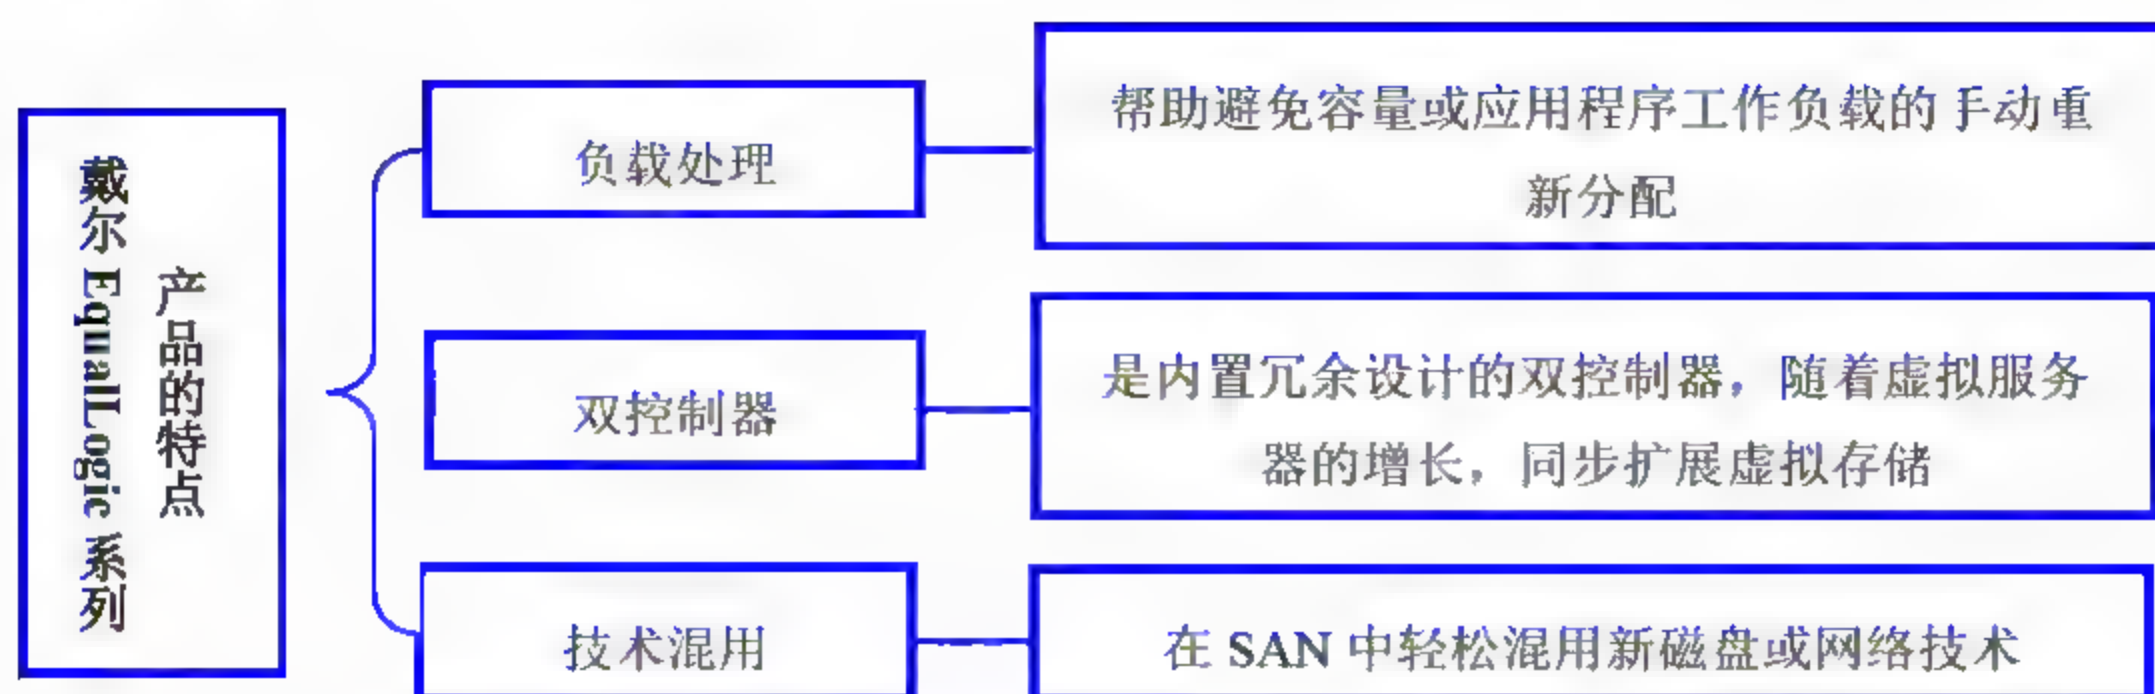 戴尔 EqualLogic 系列
产品的特点
负载处理
帮助避免容量或应用程序工作负载的手动重
新分配
双控制器
是内置冗余设计的双控制器，随着虚拟服务
器的增长，同步扩展虚拟存储
技术混用
在 SAN 中轻松混用新磁盘或网络技术